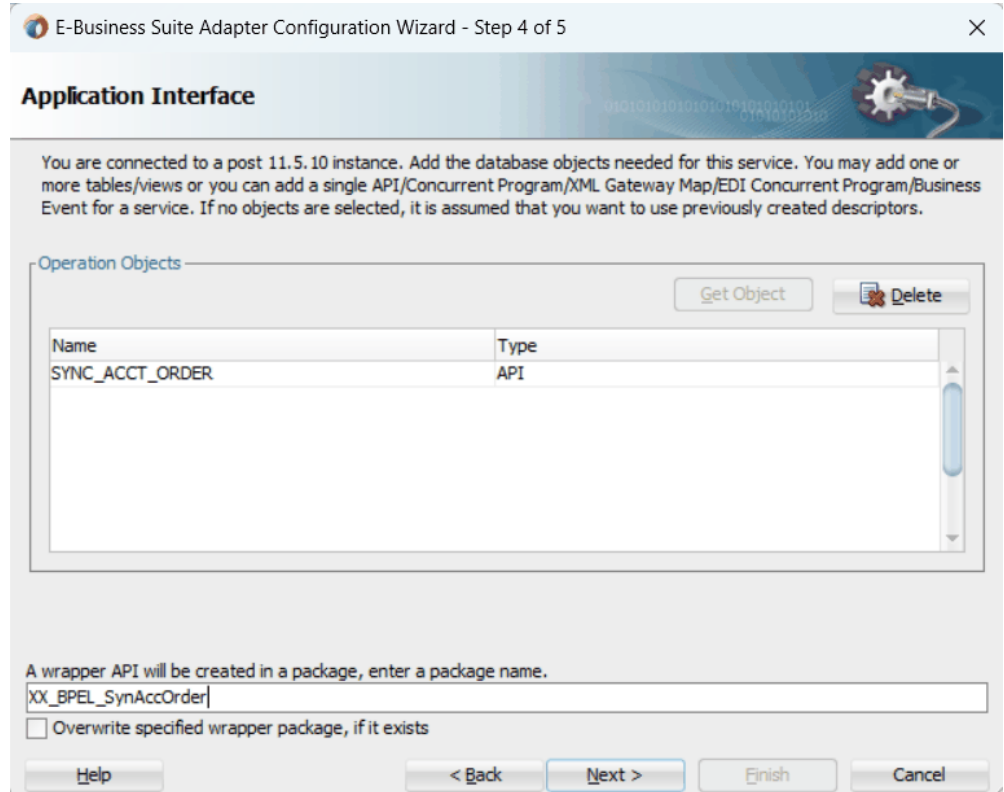 E-Business Suite Adapter Configuration Wizard - Step 4 of 5
Application Interface
You are connected to a post 11.5.10 instance. Add the database objects needed for this service. You may add one or
more tables/views or you can add a single API/Concurrent Program/XML Gateway Map/EDI Concurrent Program/Business
Event for a service. If no objects are selected, it is assumed that you want to use previously created descriptors.
Operation Objects
Get Object Delete
Name Type
SYNC_ACCT_ORDER API
A wrapper API will be created in a package, enter a package name.
XX_BPEL_SynAccOrder
Overwrite specified wrapper package, if it exists
Help < Back Next > Finish Cancel